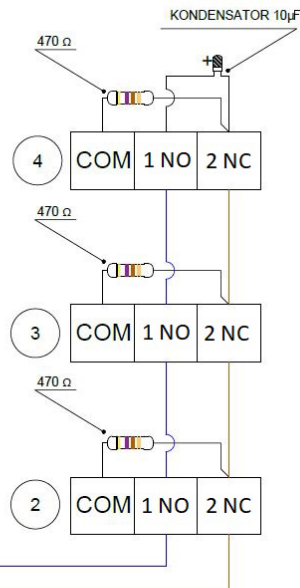 KONDENSATOR 10µF
470 Ω
+
4 COM 1 NO 2 NC
470 Ω
3 COM 1 NO 2 NC
470 Ω
2 COM 1 NO 2 NC